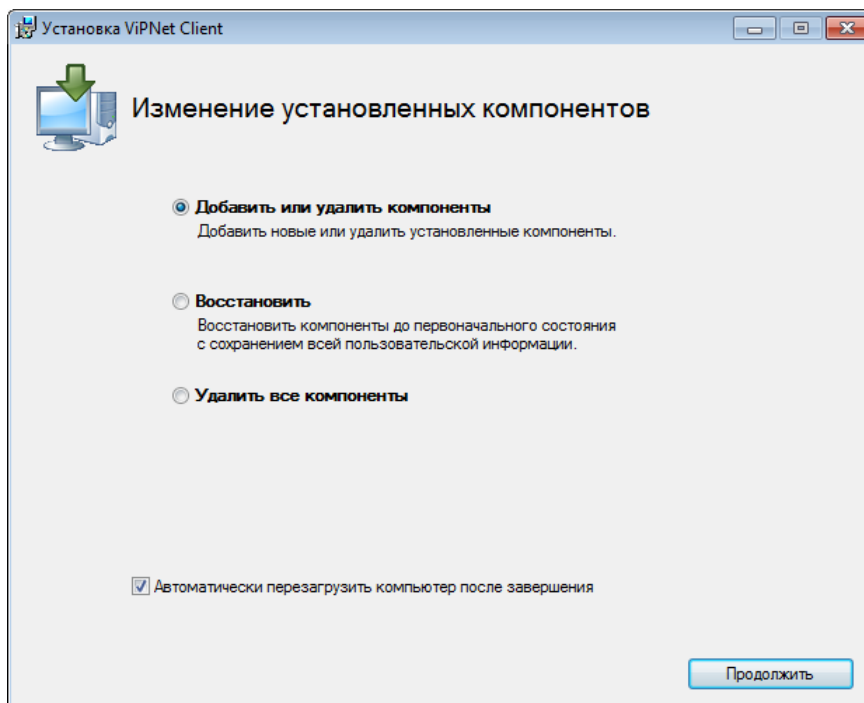 Установка ViPNet Client
Изменение установленных компонентов
Добавить или удалить компоненты
Добавить новые или удалить установленные компоненты.
Восстановить
Восстановить компоненты до первоначального состояния
с сохранением всей пользовательской информации.
Удалить все компоненты
Автоматически перезагрузить компьютер после завершения
Продолжить